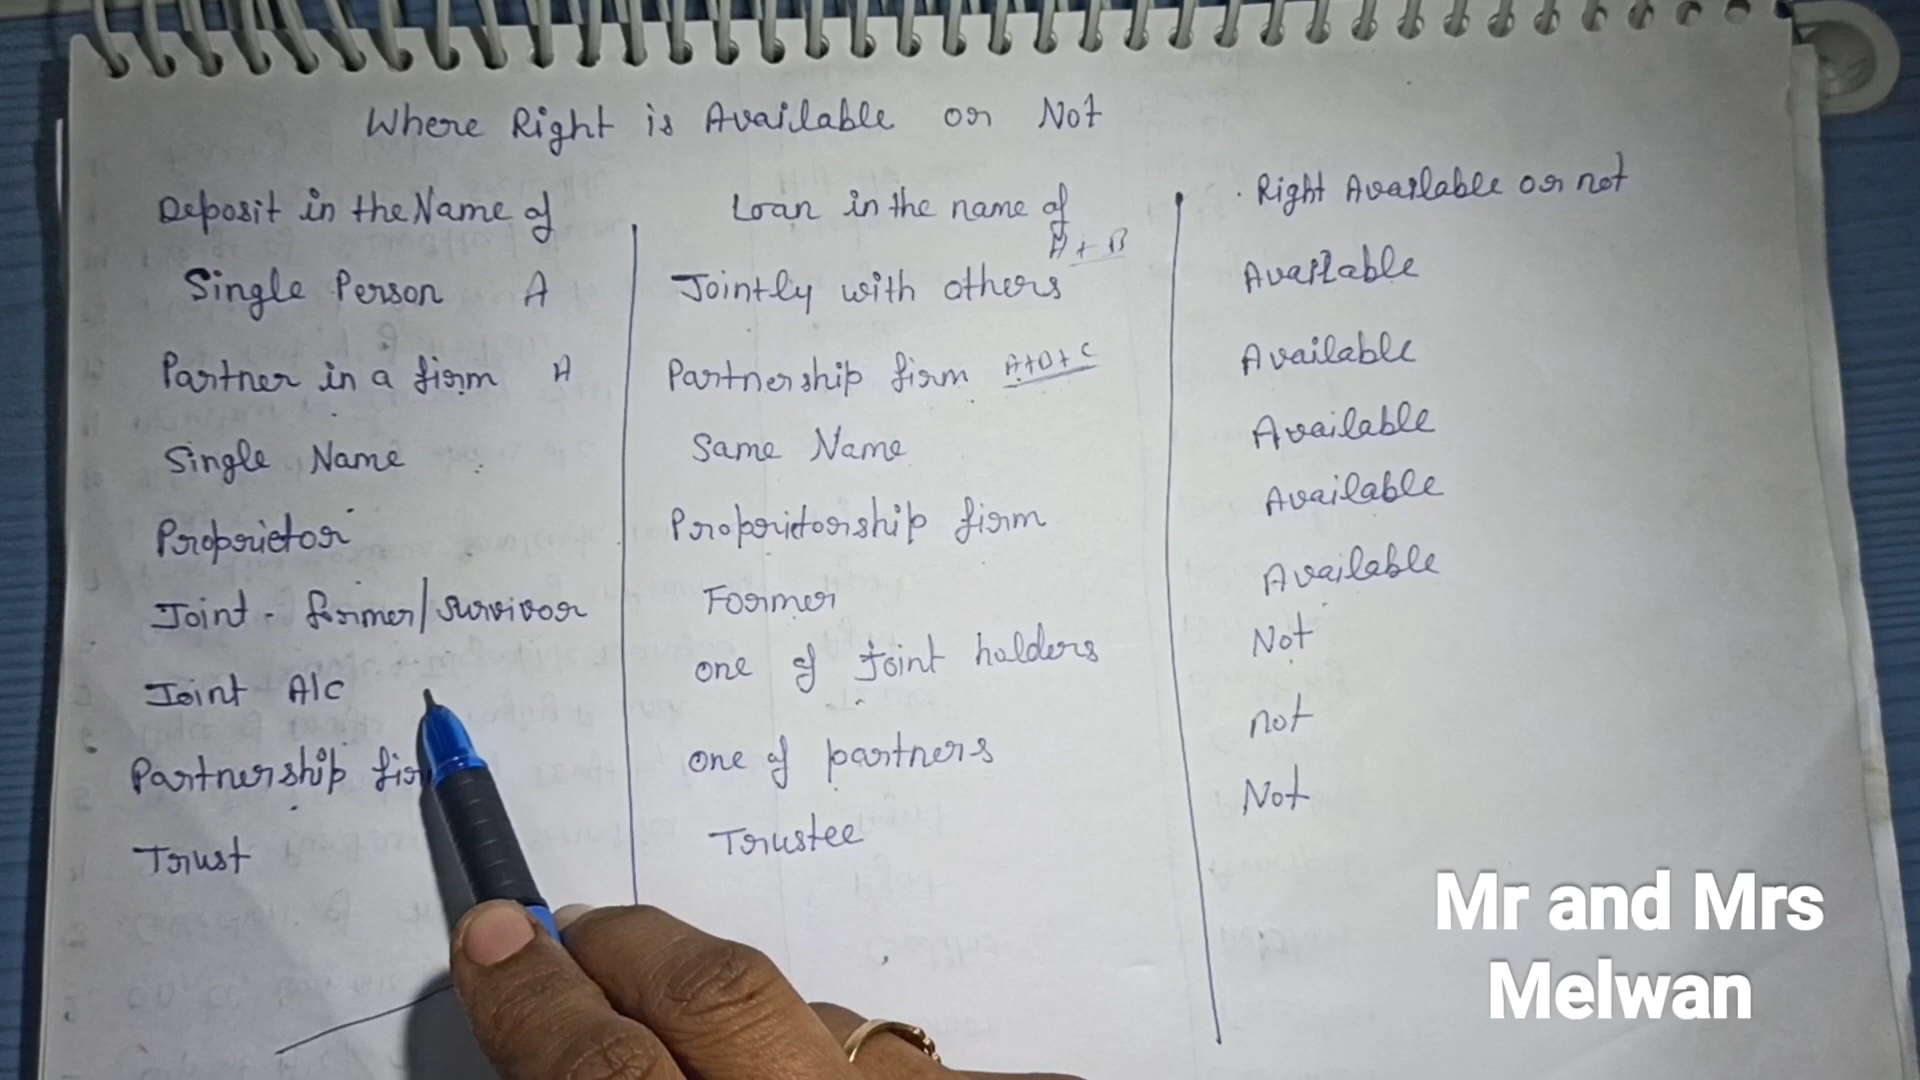 Where Right is Available or Not
Deposit in the Name of Loan in the name of Right Available or not
A + B
Single Person A Jointly with others Available
Partner in a firm A Partnership firm A+B+C Available
Single Name Same Name Available
Proprietor Proprietorship firm Available
Joint - former/survivor Former Available
Joint A/C one of joint holders Not
Partnership one of partners not
Trust Trustee Not
Mr and Mrs
Melwan